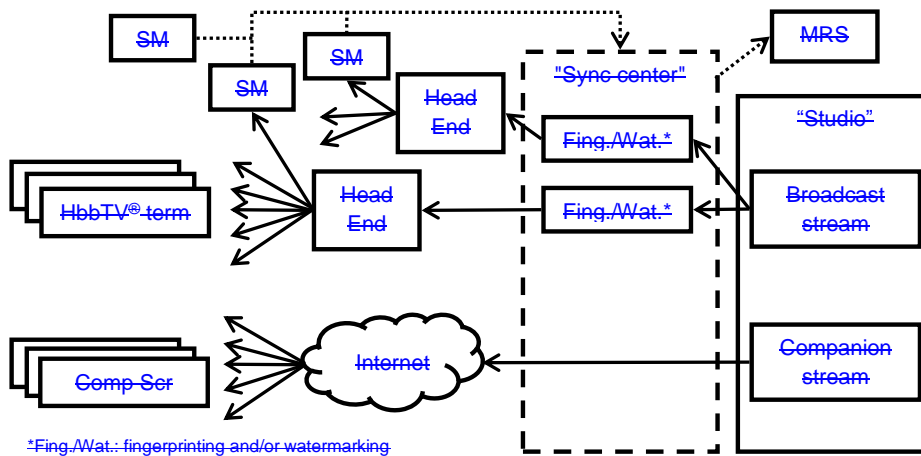 SM
SM
SM
MRS
"Sync center"
Head
End
"Studio"
Fing./Wat.*
HbbTV® term
Head
End
Fing./Wat.*
Broadcast
stream
Comp Scr
Internet
Companion
stream
*Fing./Wat.: fingerprinting and/or watermarking